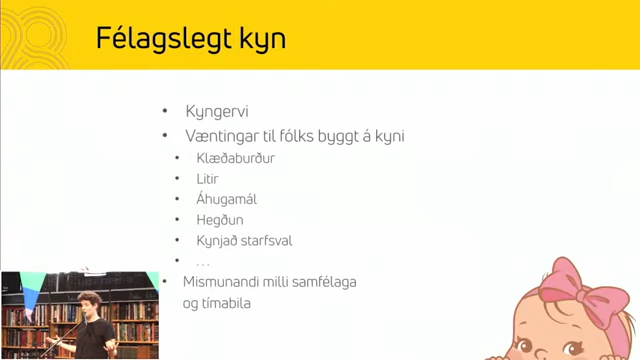 Félagslegt kyn
• Kyngervi
• Væntingar til fólks byggt á kyni
• Klæðaburður
• Litir
• Áhugamál
• Hegðun
• Kynjað starfsval
• ...
• Mismunandi milli samfélaga
og tímabila